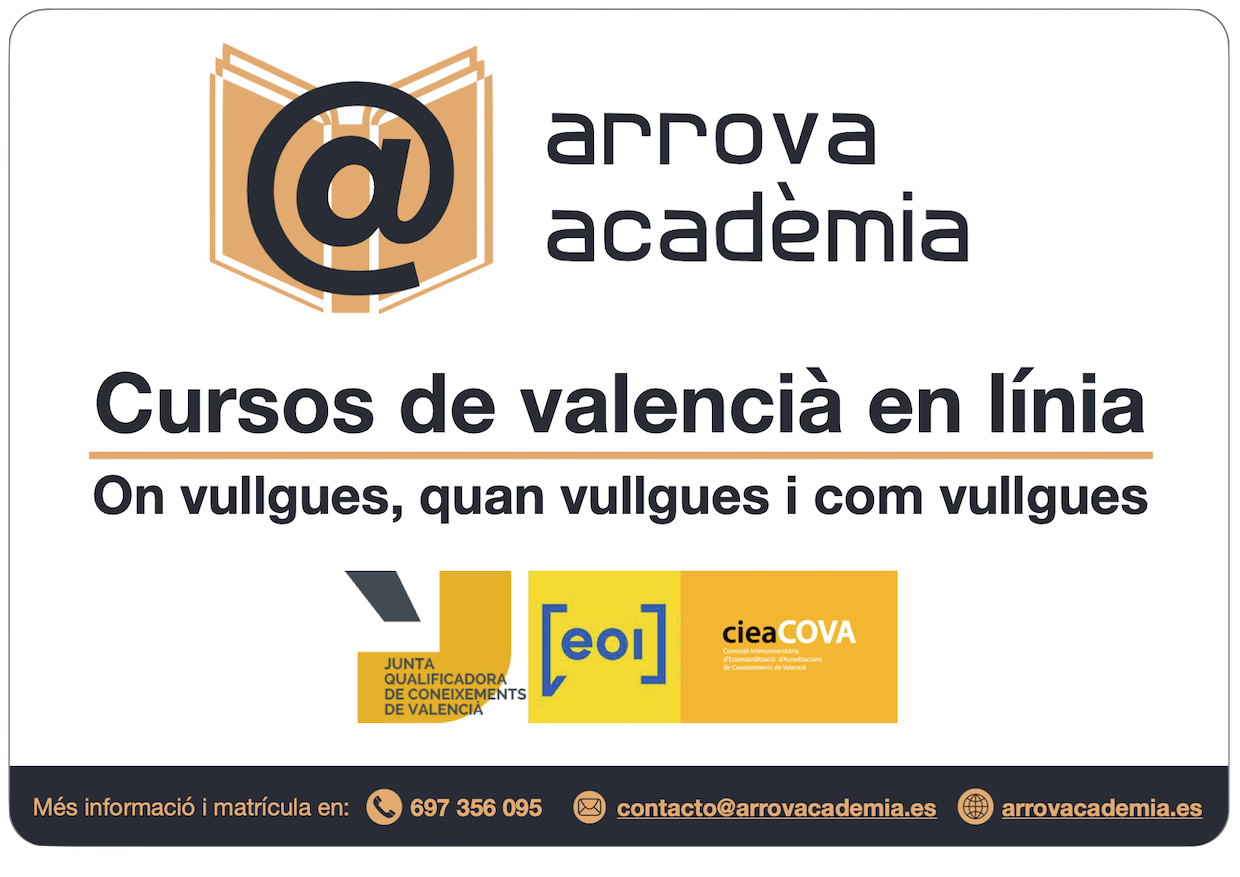 @
arrova
acadèmia
Cursos de valencià en línia
On vullgues, quan vullgues i com vullgues
JUNTA
QUALIFICADORA
DE CONEIXEMENTS
DE VALENCIÀ
[eoi]
cieaCOVA
Comissió Interuniversitària
d'Estandardització d'Acreditacions
de Coneixements de Valencià
Més informació i matrícula en: 697 356 095 contacto@arrovacademia.es arrovacademia.es